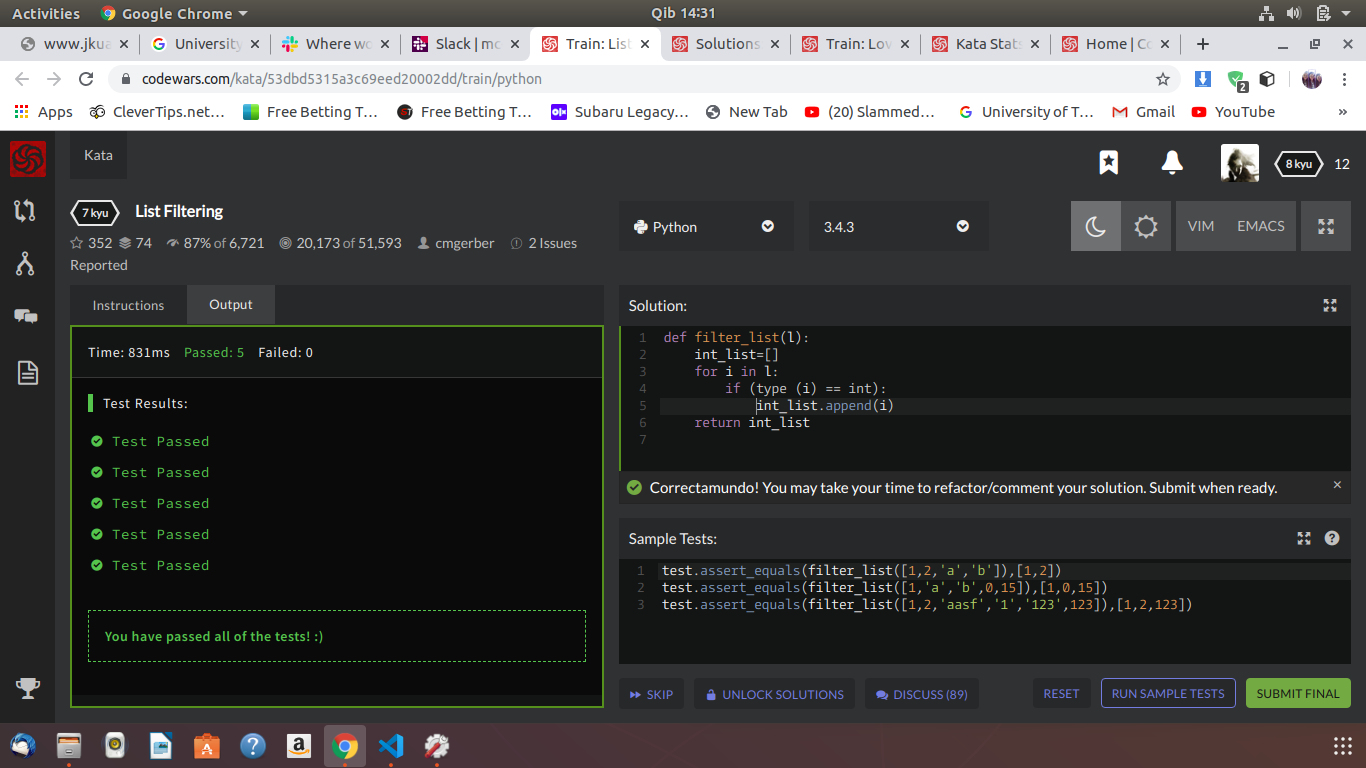 Activities Google Chrome Qib 14:31
www.jkua University Where wo Slack | mc Train: List Solutions Train: Lov Kata Stats Home | Co
codewars.com/kata/53dbd5315a3c69eed20002dd/train/python 2
Apps CleverTips.net... Free Betting T... Free Betting T... Subaru Legacy... New Tab (20) Slammed... University of T... Gmail YouTube »
Kata 8 kyu 12
7 kyu List Filtering
352 74 87% of 6,721 20,173 of 51,593 cmgerber 2 Issues
Reported
Python 3.4.3 VIM EMACS
Instructions Output
Time: 831ms Passed: 5 Failed: 0
Test Results:
Test Passed
Test Passed
Test Passed
Test Passed
Test Passed
You have passed all of the tests! :)
Solution:
1 def filter_list(l):
2 int_list=[]
3 for i in l:
4 if (type (i) == int):
5 int_list.append(i)
6 return int_list
7
Correctamundo! You may take your time to refactor/comment your solution. Submit when ready.
Sample Tests:
1 test.assert_equals(filter_list([1,2,'a','b']),[1,2])
2 test.assert_equals(filter_list([1,'a','b',0,15]),[1,0,15])
3 test.assert_equals(filter_list([1,2,'aasf','1','123',123]),[1,2,123])
SKIP UNLOCK SOLUTIONS DISCUSS (89) RESET RUN SAMPLE TESTS SUBMIT FINAL